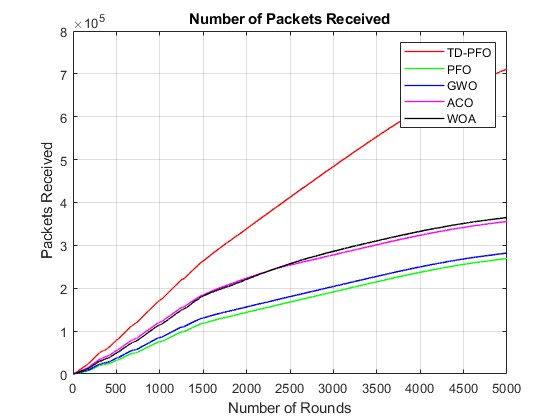 Number of Packets Received
×10^5
8
7
6
5
4
3
2
1
0
Packets Received
TD-PFO
PFO
GWO
ACO
WOA
0 500 1000 1500 2000 2500 3000 3500 4000 4500 5000
Number of Rounds